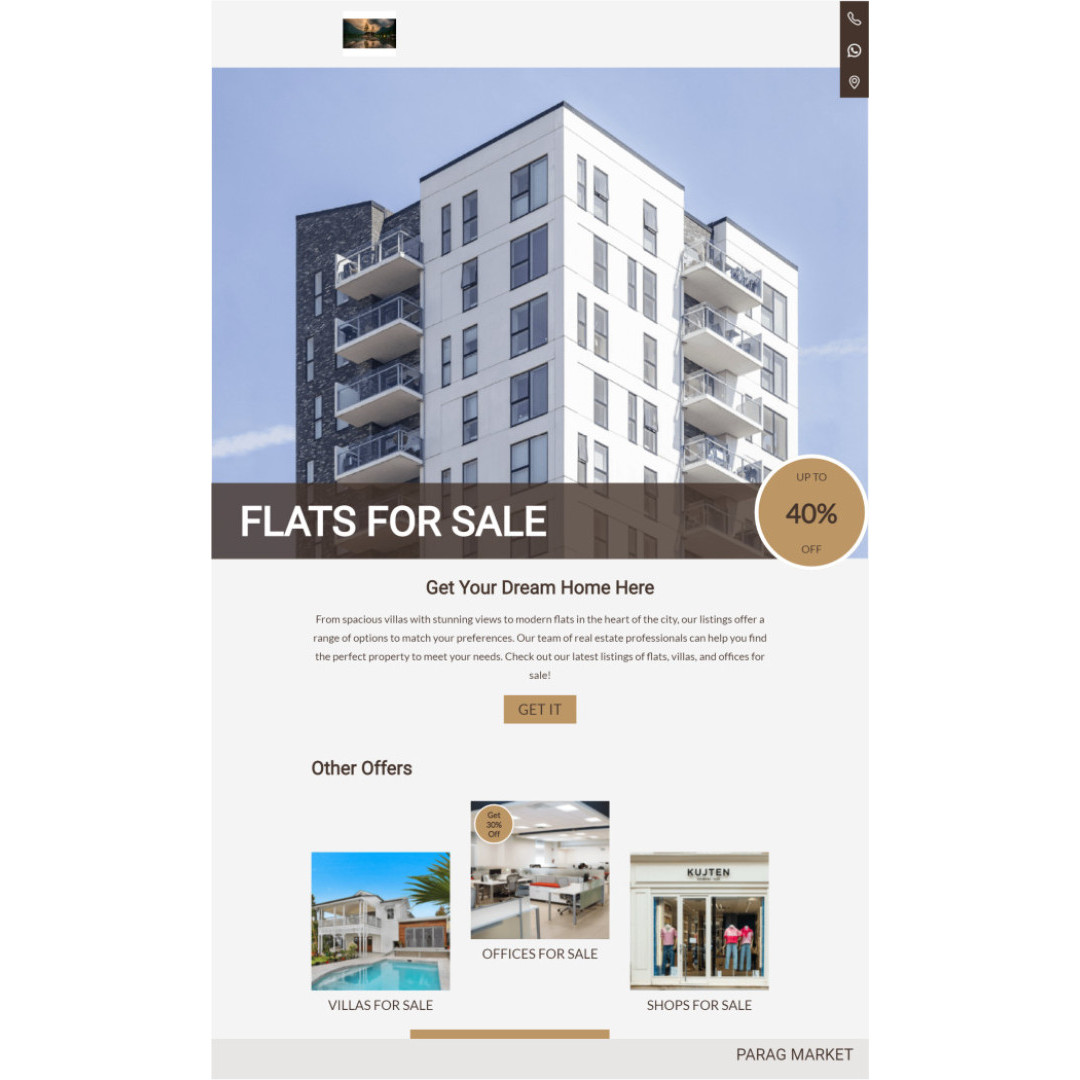 FLATS FOR SALE
UP TO
40%
OFF
Get Your Dream Home Here
From spacious villas with stunning views to modern flats in the heart of the city, our listings offer a
range of options to match your preferences. Our team of real estate professionals can help you find
the perfect property to meet your needs. Check out our latest listings of flats, villas, and offices for
sale!
GET IT
Other Offers
Get
30%
Off
KUJTEN
OFFICES FOR SALE
VILLAS FOR SALE
SHOPS FOR SALE
PARAG MARKET